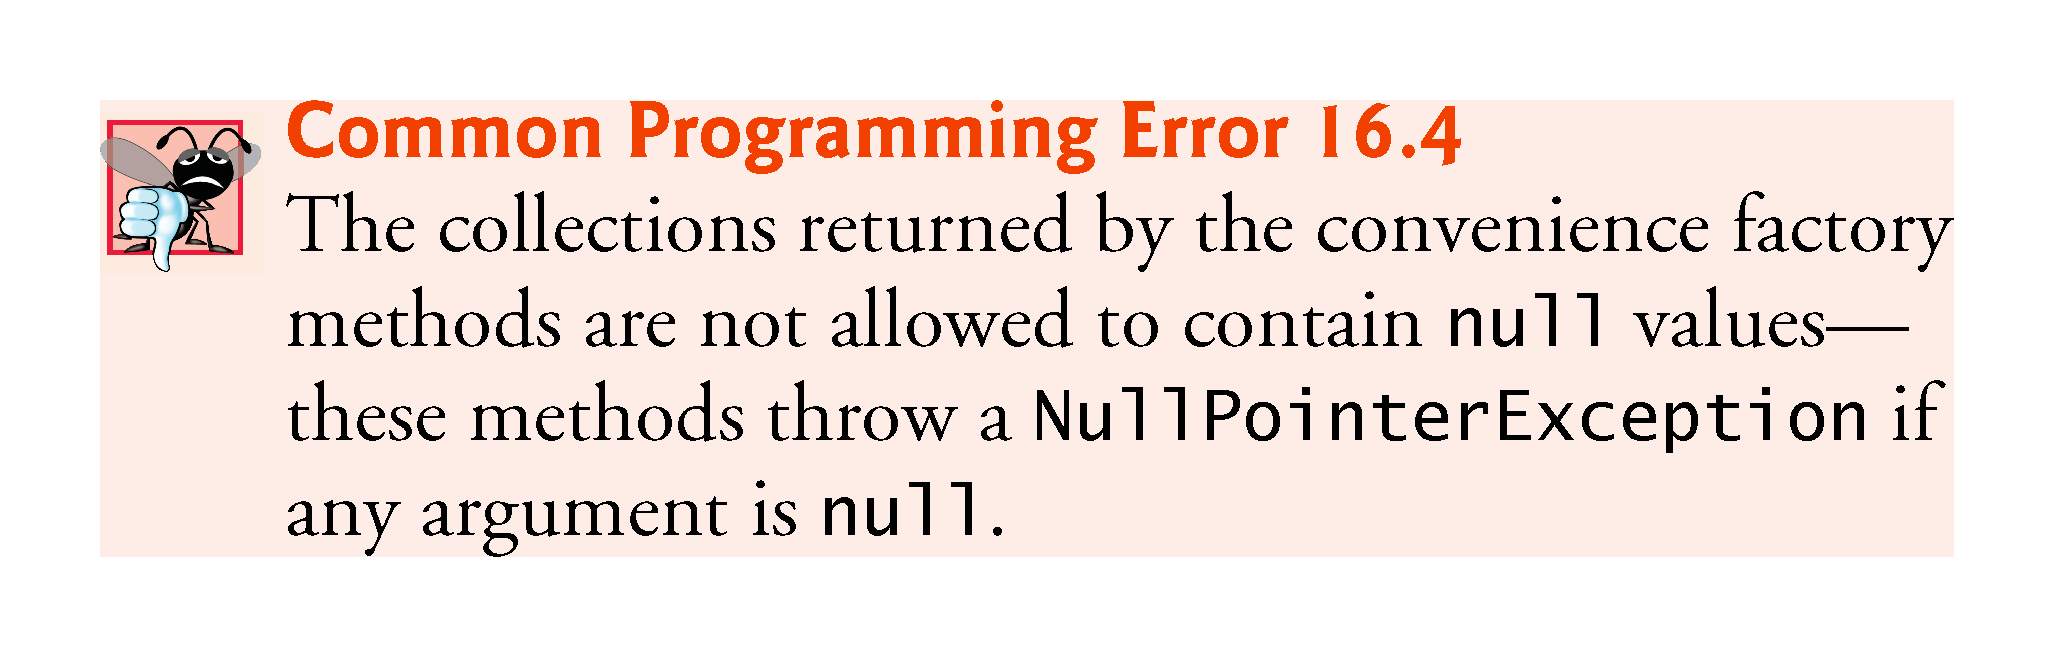 Common Programming Error 16.4
The collections returned by the convenience factory
methods are not allowed to contain null values—
these methods throw a NullPointerException if
any argument is null.